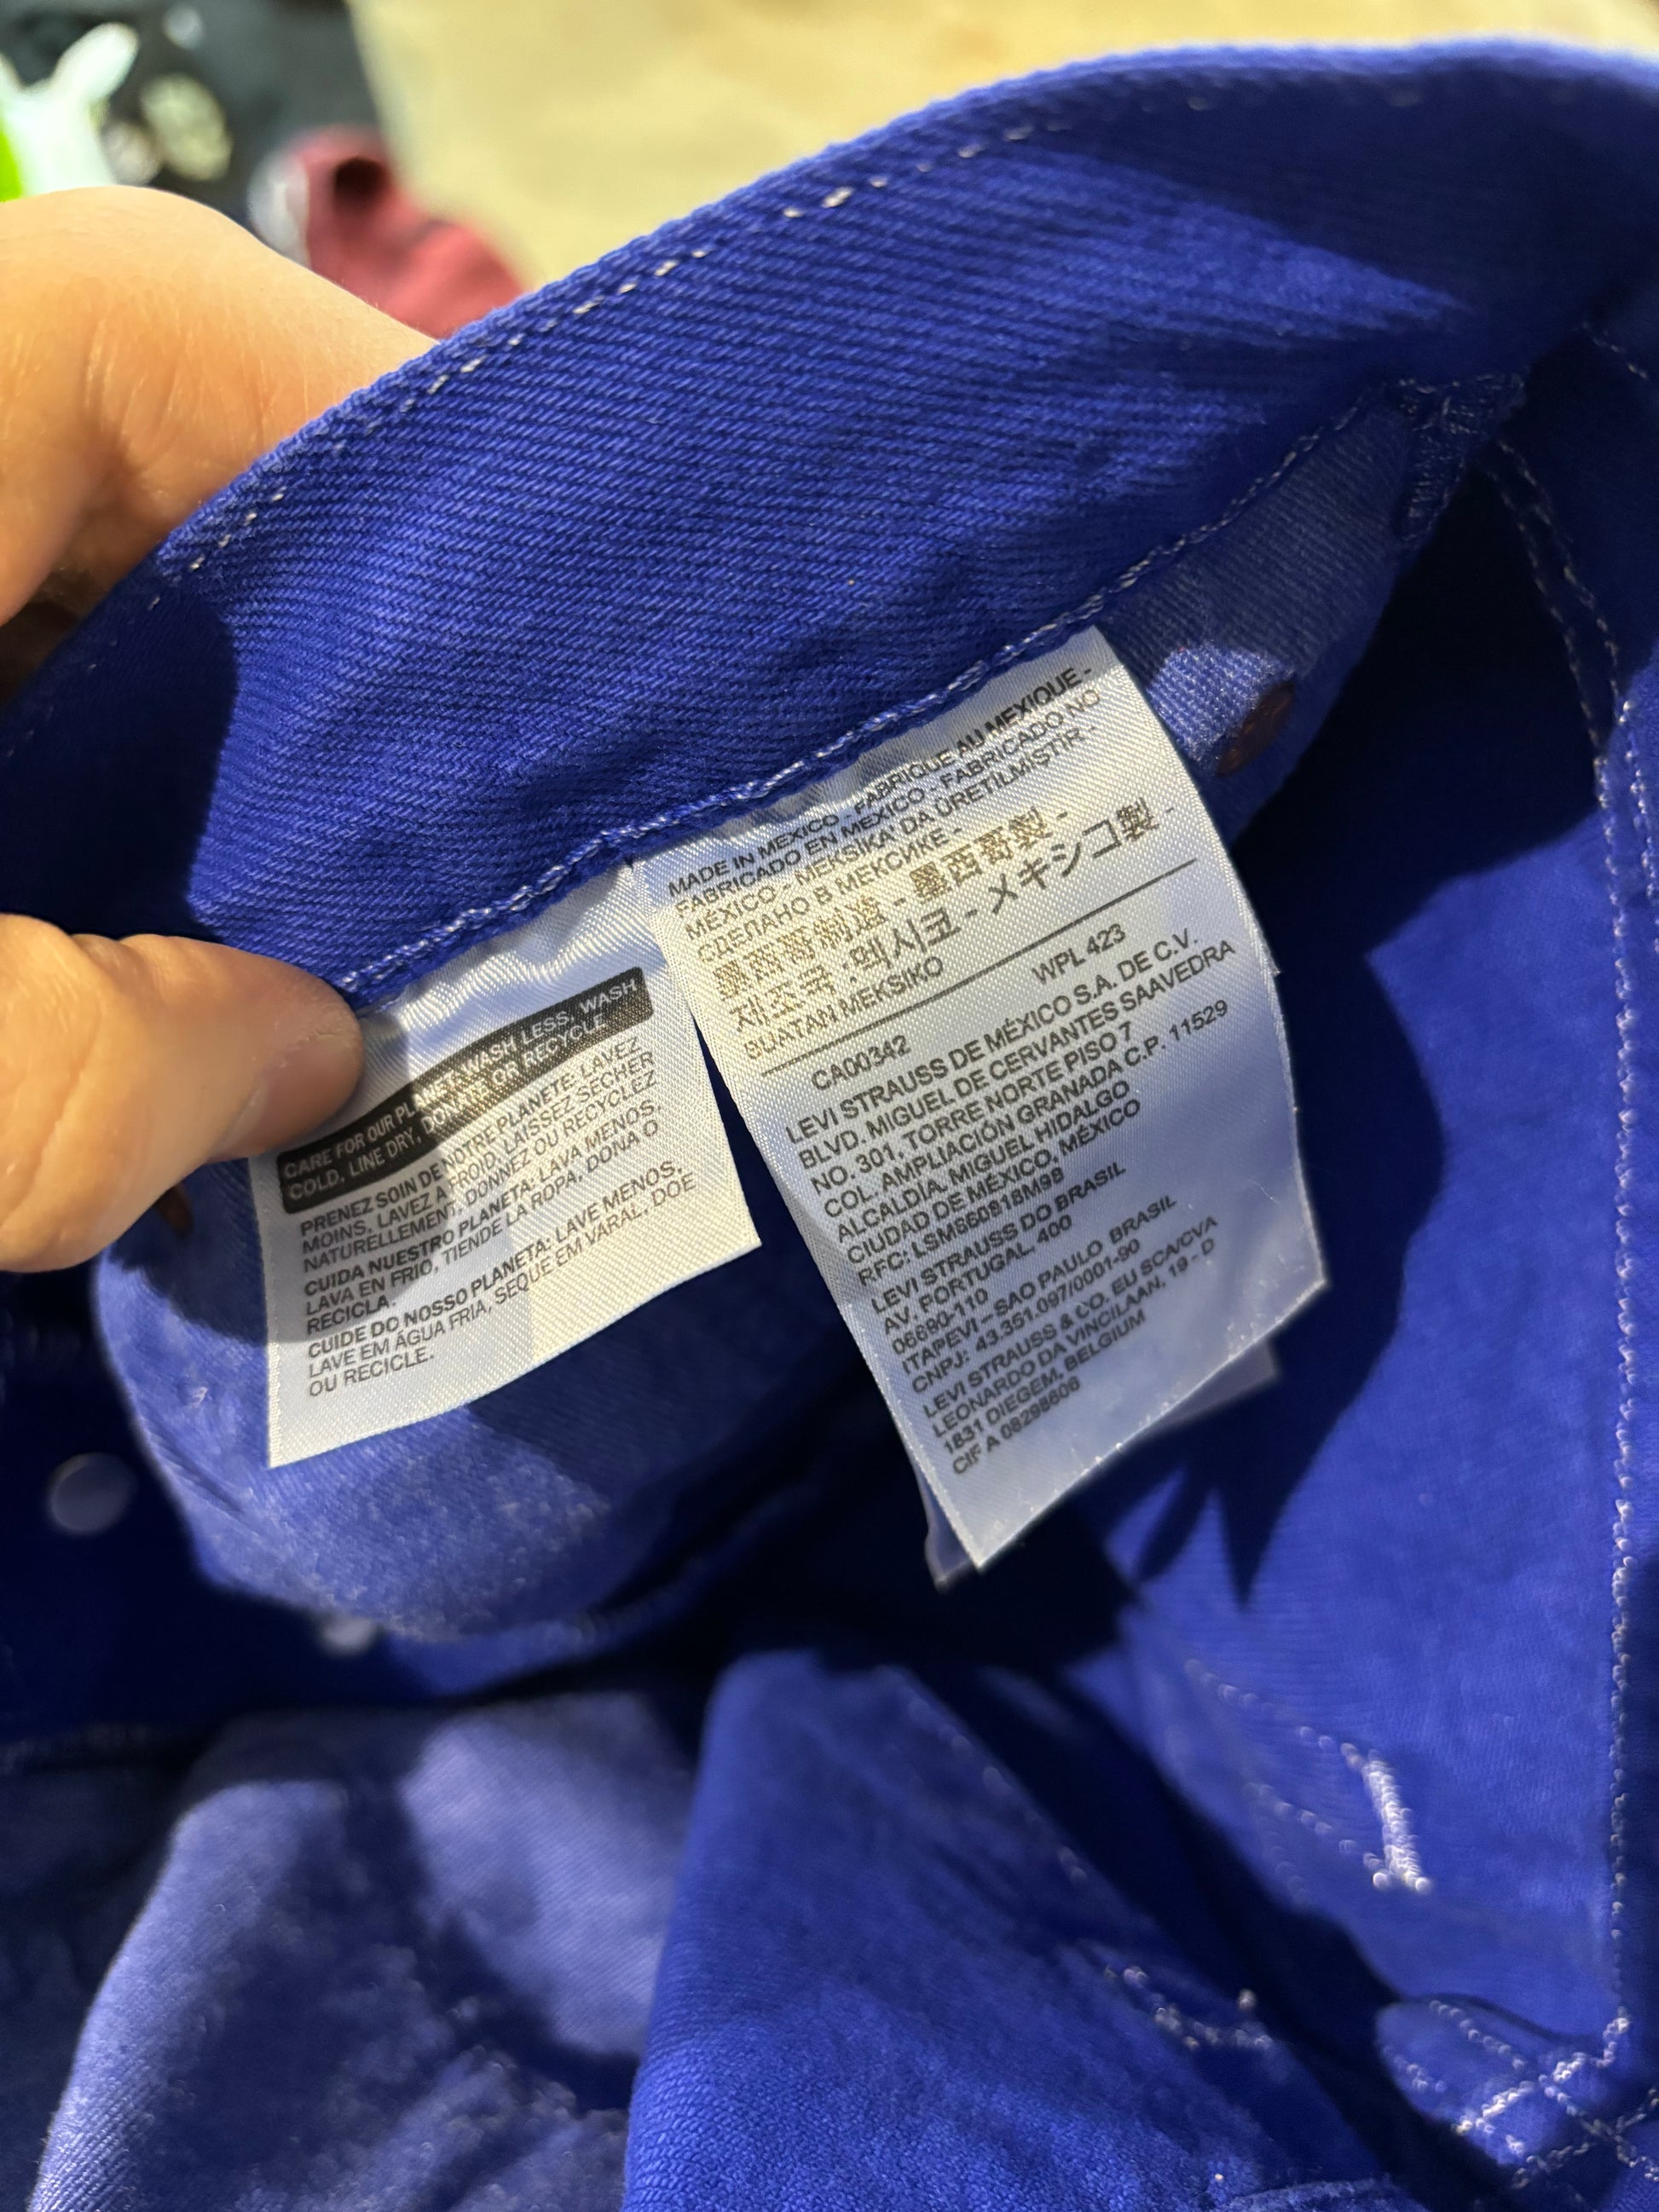 CARE FOR OUR PLANET: WASH LESS, WASH
COLD, LINE DRY, DONATE OR RECYCLE
PRENEZ SOIN DE NOTRE PLANETE: LAVEZ
MOINS, LAVEZ A FROID, LAISSEZ SECHER
NATURELLEMENT, DONNEZ OU RECYCLEZ
CUIDA NUESTRO PLANETA: LAVA MENOS,
LAVA EN FRIO, TIENDE LA ROPA, DONA O
RECICLA.
CUIDE DO NOSSO PLANETA: LAVE MENOS,
LAVE EM ÁGUA FRIA, SEQUE EM VARAL, DOE
OU RECICLE.
MADE IN MEXICO - FABRIQUE AU MEXIQUE -
FABRICADO EN MEXICO - FABRICADO NO
MÉXICO - MEKSİKA' DA ÜRETİLMİŞTİR -
СДЕЛАНО В МЕКСИКЕ -
墨西哥制造 - 墨西哥製 -
제조국 :멕시코 - メキシコ製 -
BUATAN MEKSIKO
CA00342 WPL 423
LEVI STRAUSS DE MÉXICO S.A. DE C.V.
BLVD. MIGUEL DE CERVANTES SAAVEDRA
NO. 301, TORRE NORTE PISO 7
COL. AMPLIACIÓN GRANADA C.P. 11529
ALCALDÍA. MIGUEL HIDALGO
CIUDAD DE MÉXICO, MÉXICO
RFC: LSM860818M98
LEVI STRAUSS DO BRASIL
AV. PORTUGAL, 400
06690-110
ITAPEVI - SAO PAULO BRASIL
CNPJ: 43.351.097/0001-90
LEVI STRAUSS & CO. EU SCA/CVA
LEONARDO DA VINCILAAN, 19 - D
1831 DIEGEM, BELGIUM
CIF A 08298606